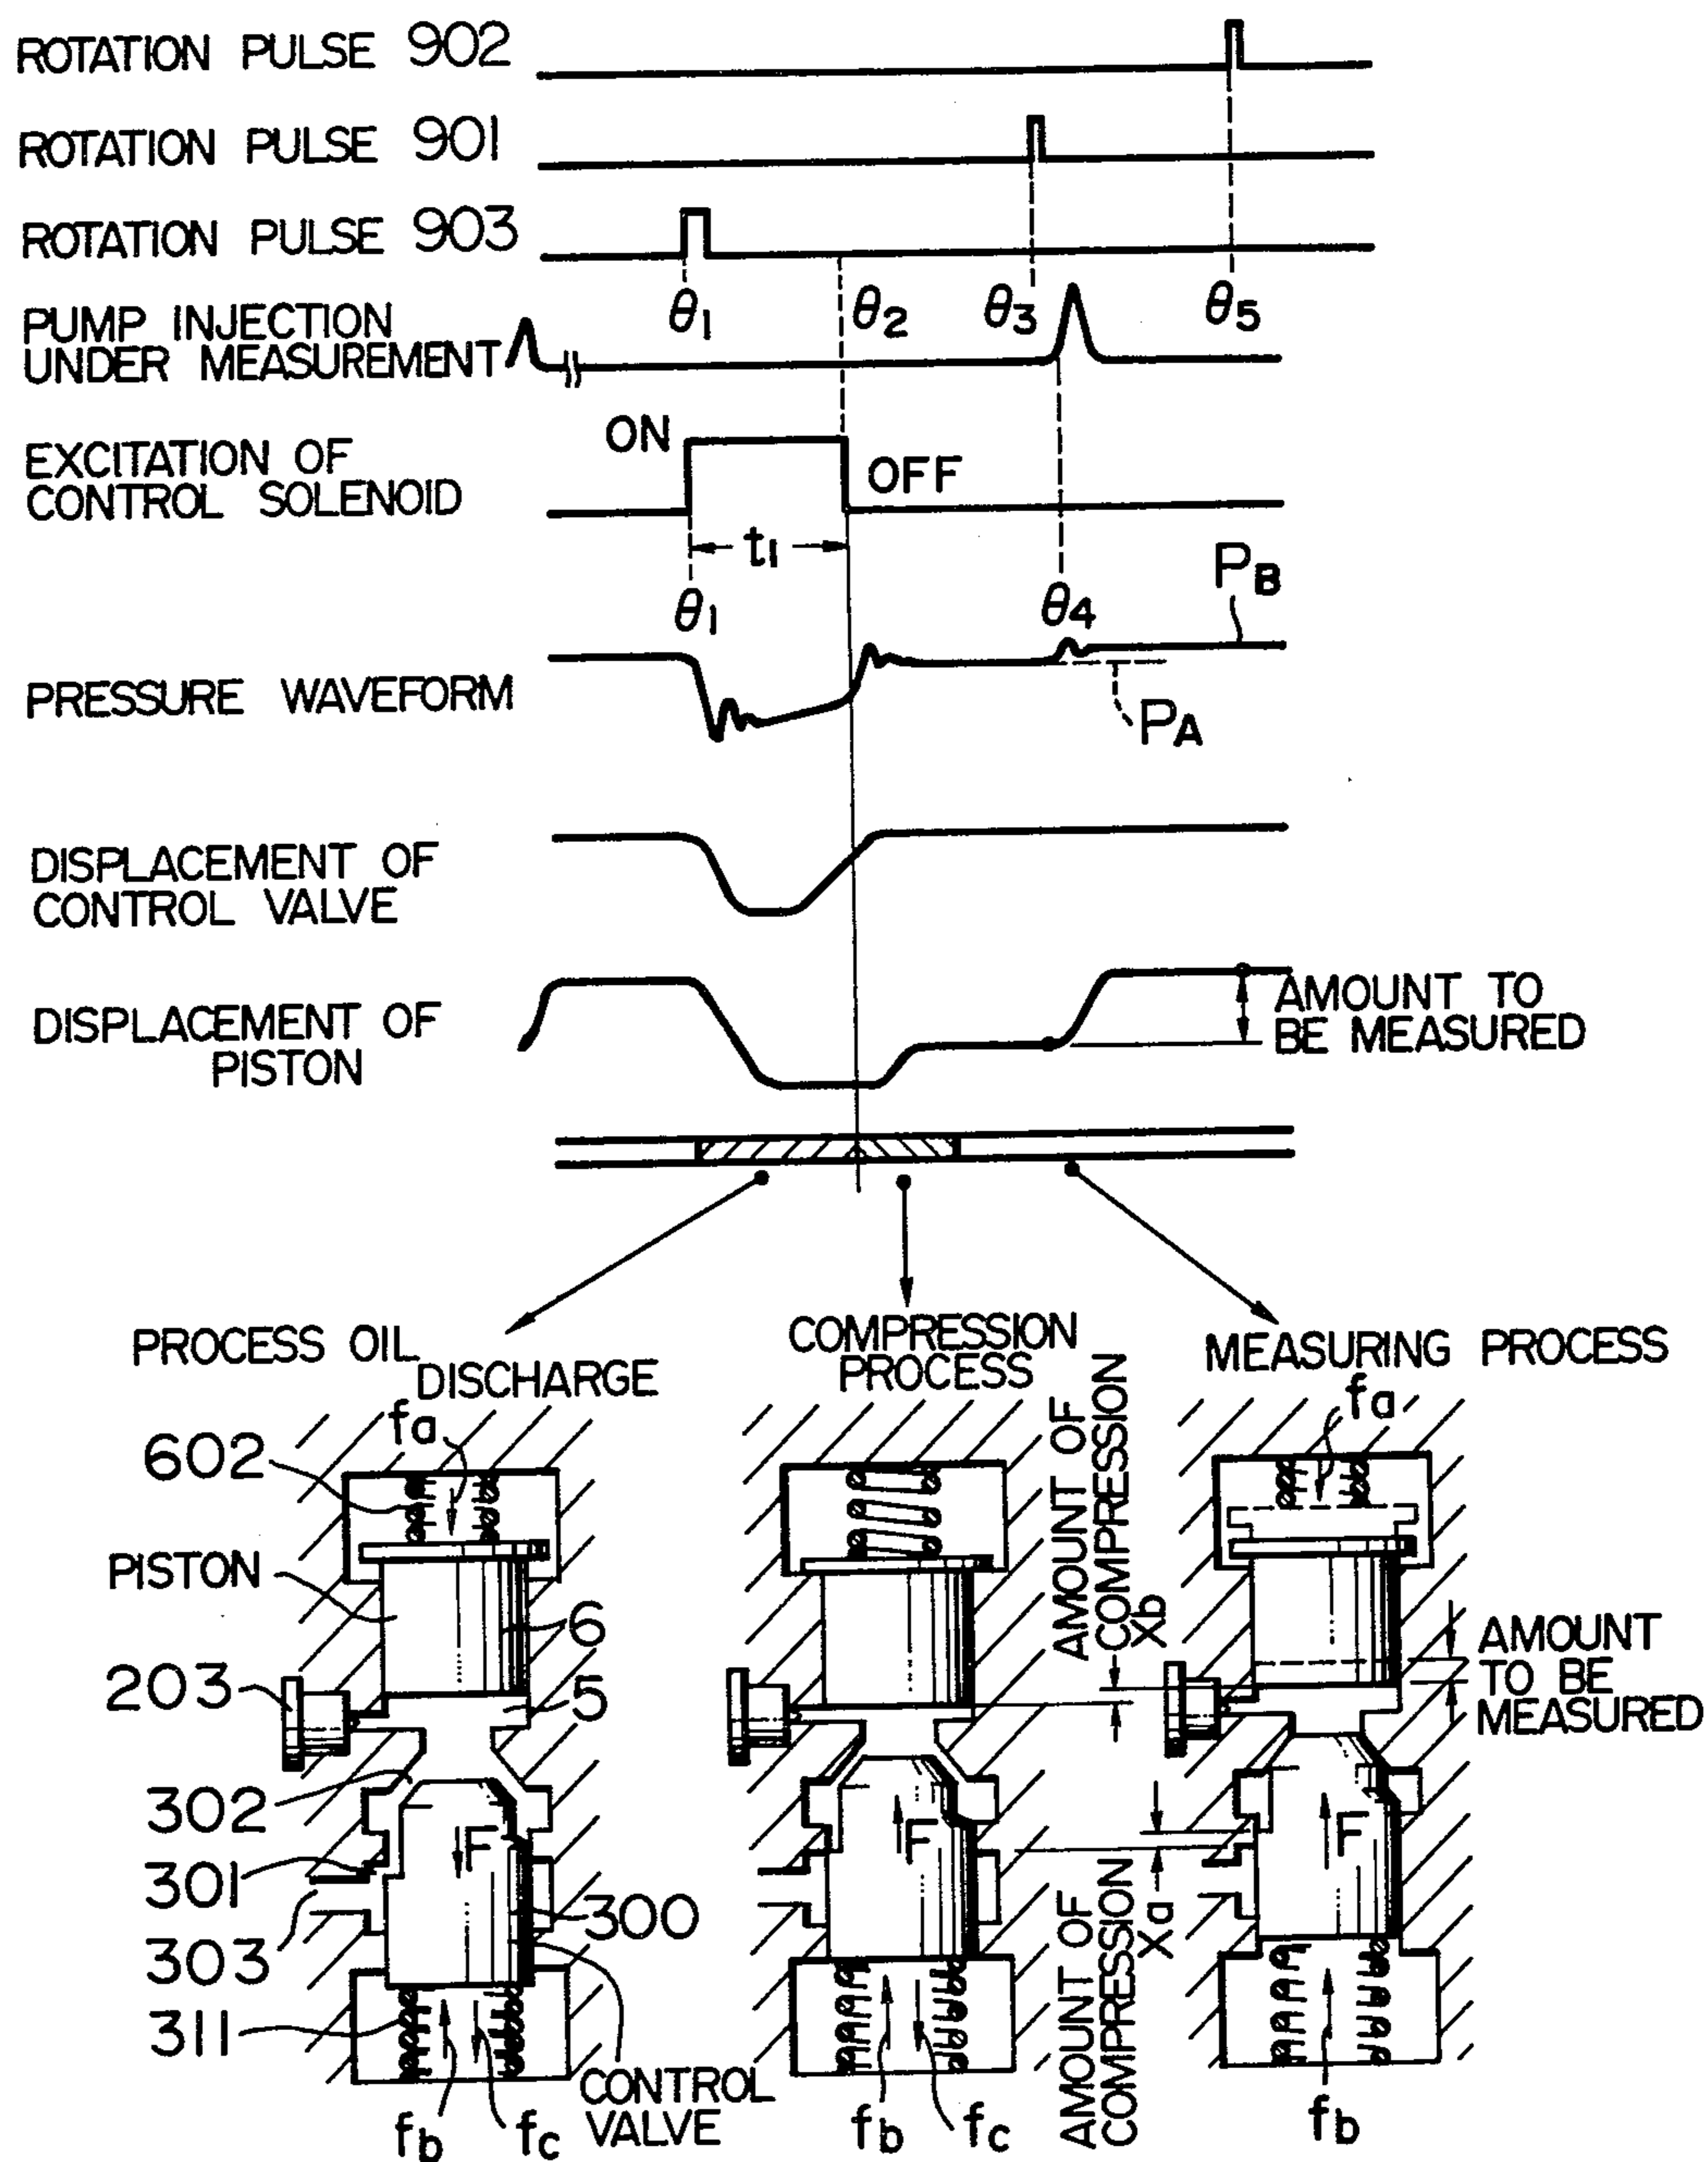 ROTATION PULSE 902
ROTATION PULSE 901
ROTATION PULSE 903
θ1
θ2
θ3
θ5
PUMP INJECTION
UNDER MEASUREMENT
ON
EXCITATION OF
CONTROL SOLENOID
OFF
t1
θ1
θ4
PB
PRESSURE WAVEFORM
PA
DISPLACEMENT OF
CONTROL VALVE
DISPLACEMENT OF
PISTON
AMOUNT TO
BE MEASURED
PROCESS OIL
DISCHARGE
COMPRESSION
PROCESS
MEASURING PROCESS
fa
602
PISTON
6
203
5
302
F
301
300
303
311
fb
fc
CONTROL
VALVE
F
fb
fc
AMOUNT OF
COMPRESSION
Xb
AMOUNT OF
COMPRESSION
Xa
fa
AMOUNT
TO BE
MEASURED
F
fb